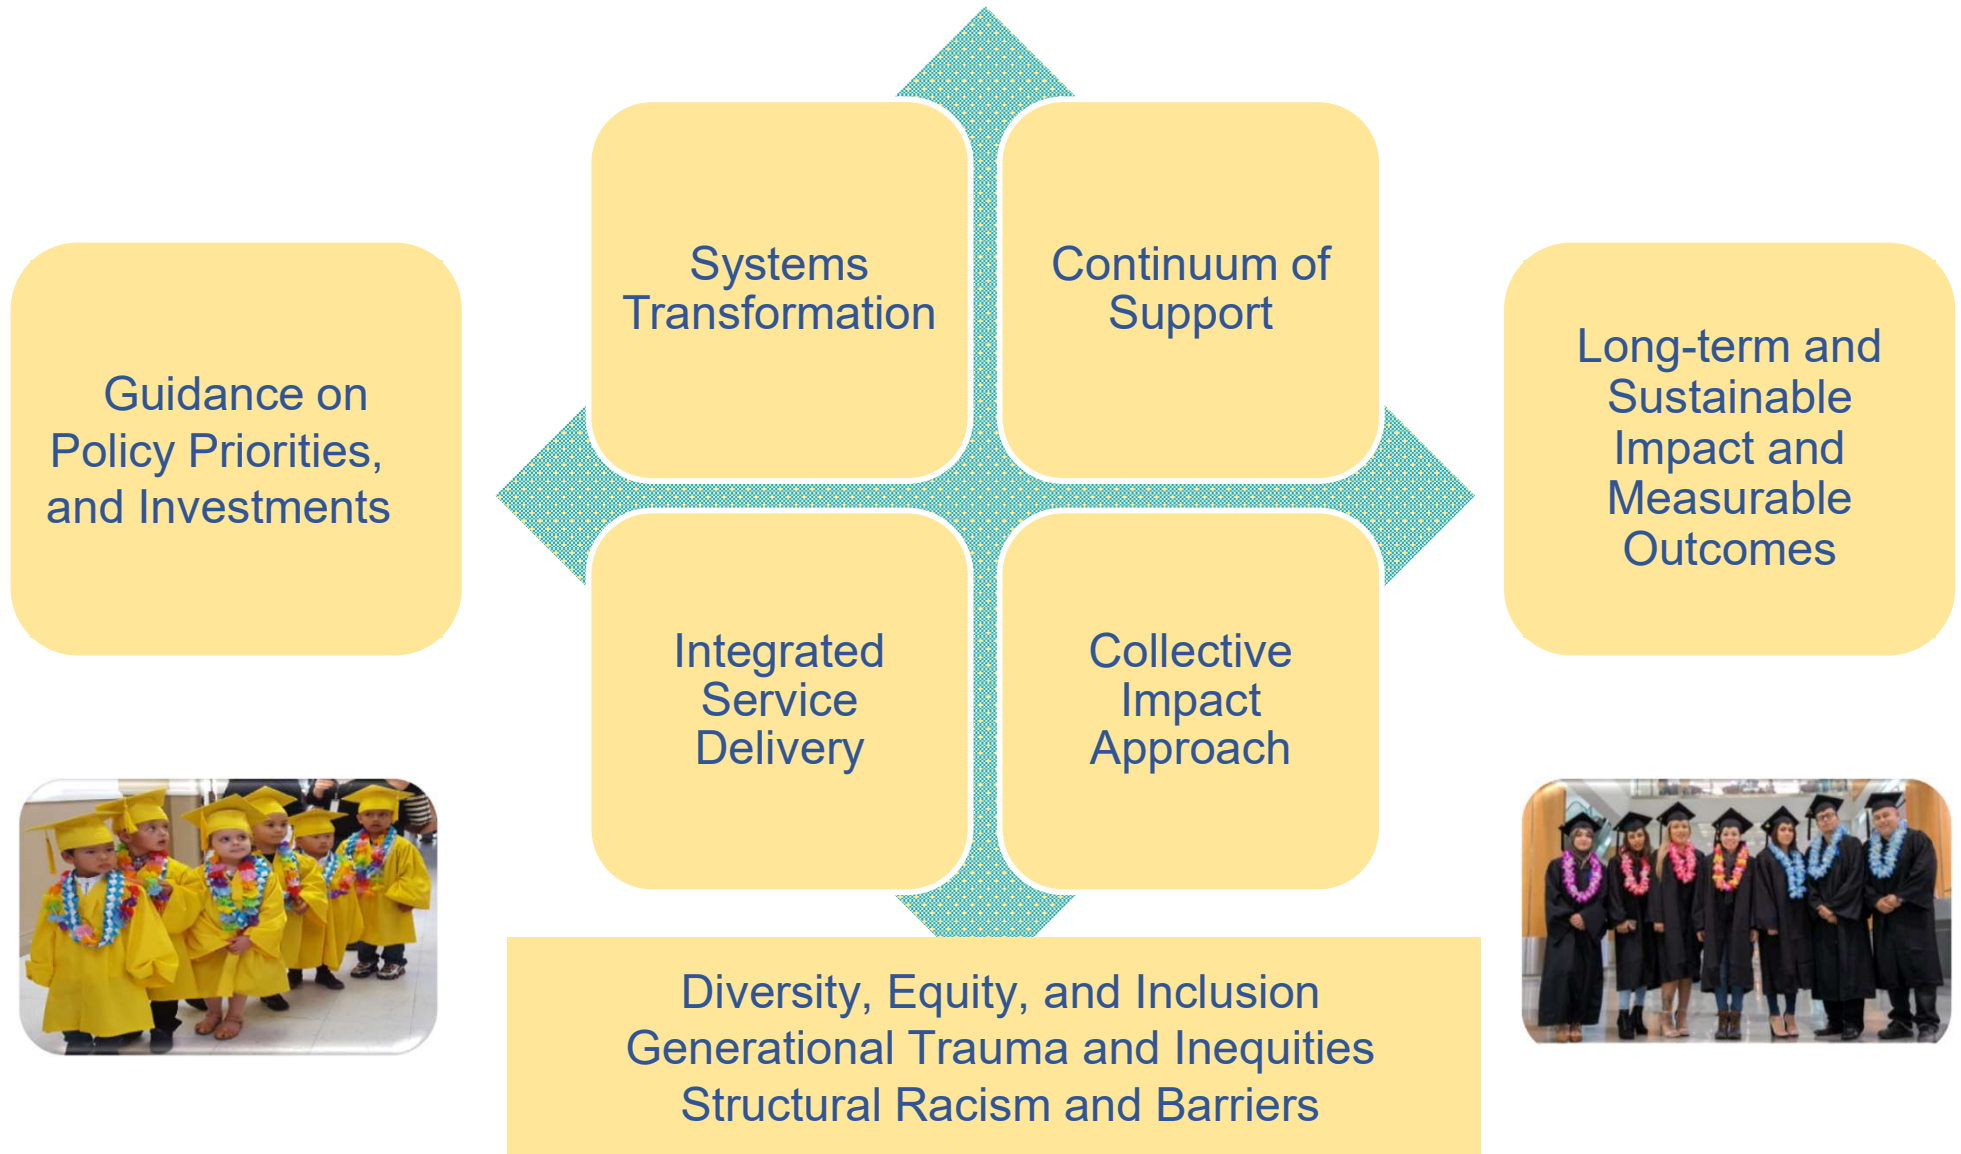 Systems
Transformation
Continuum of
Support
Guidance on
Policy Priorities,
and Investments
Long-term and
Sustainable
Impact and
Measurable
Outcomes
Integrated
Service
Delivery
Collective
Impact
Approach
Diversity, Equity, and Inclusion
Generational Trauma and Inequities
Structural Racism and Barriers